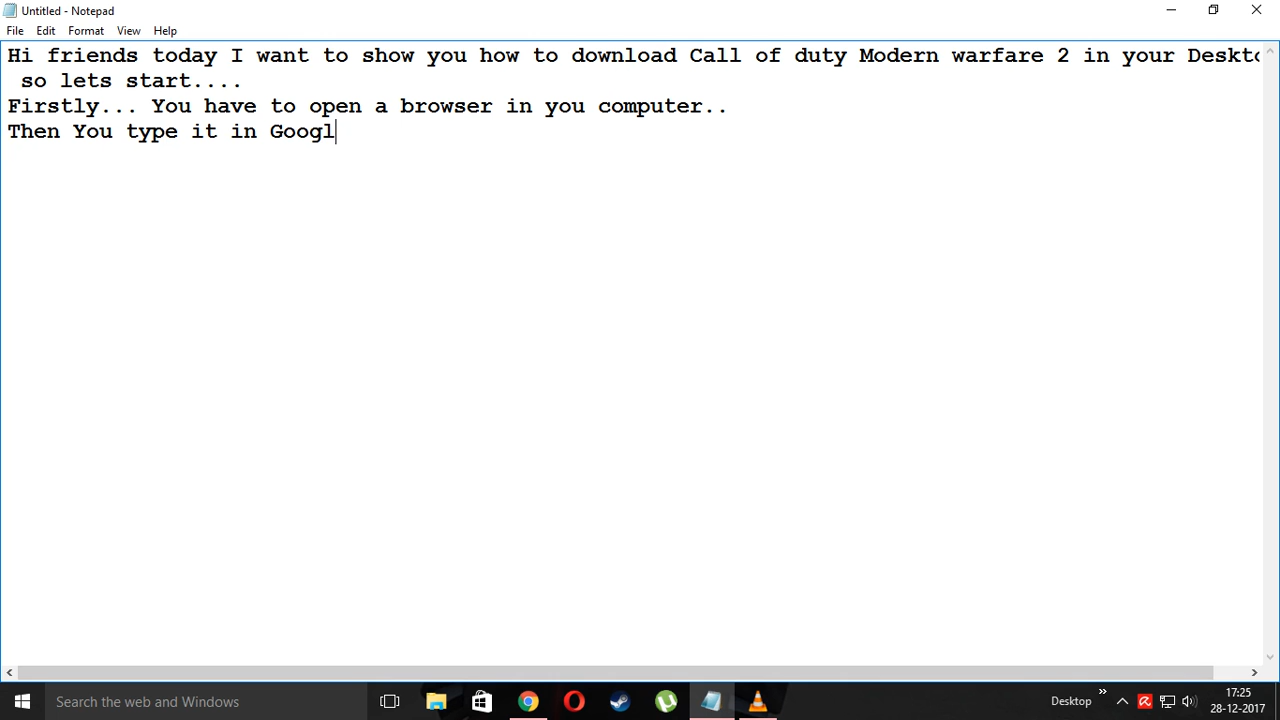 Untitled - Notepad
File Edit Format View Help
Hi friends today I want to show you how to download Call of duty Modern warfare 2 in your Deskto
so lets start....
Firstly... You have to open a browser in you computer..
Then You type it in Googl
Search the web and Windows
Desktop
17:25
28-12-2017